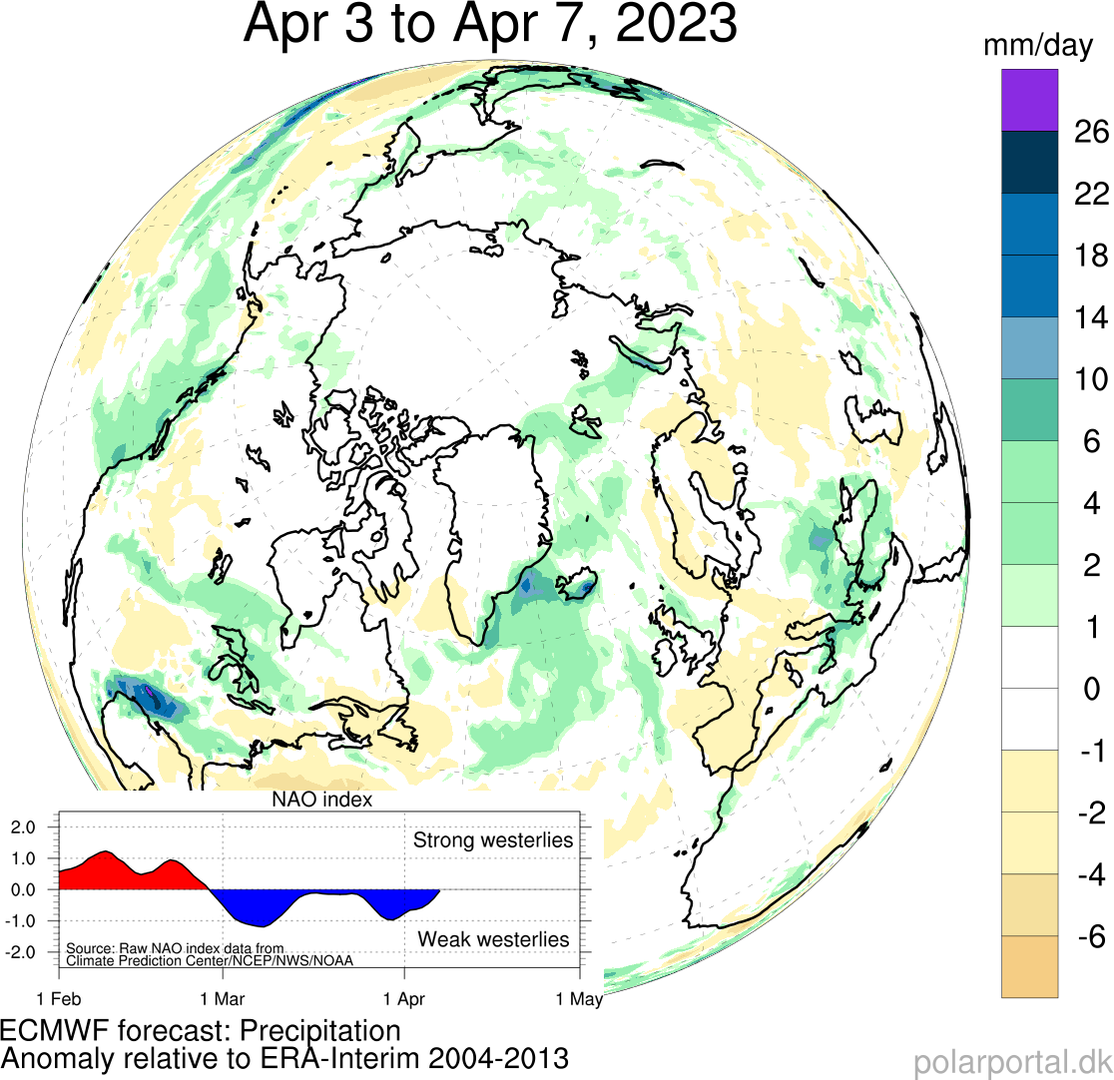 Apr 3 to Apr 7, 2023
mm/day
26
22
18
14
10
6
4
2
1
0
-1
-2
-4
-6
NAO index
2.0
1.0
0.0
-1.0
-2.0
Strong westerlies
Weak westerlies
Source: Raw NAO index data from
Climate Prediction Center/NCEP/NWS/NOAA
1 Feb 1 Mar 1 Apr 1 May
ECMWF forecast: Precipitation
Anomaly relative to ERA-Interim 2004-2013
polarportal.dk